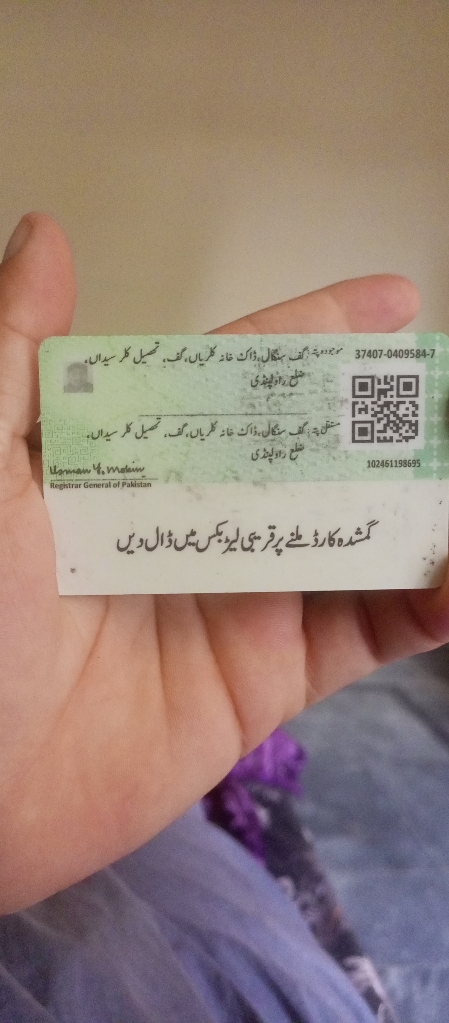 موجودہ پتہ: گف سنگال، ڈاک خانہ کلریاں، گف، تحصیل کلر سیداں، 37407-0409584-7
ضلع راولپنڈی
مستقل پتہ: گف سنگال، ڈاک خانہ کلریاں، گف، تحصیل کلر سیداں،
ضلع راولپنڈی
102461198695
Registrar General of Pakistan
گمشدہ کارڈ ملنے پر قریبی لیٹر بکس میں ڈال دیں